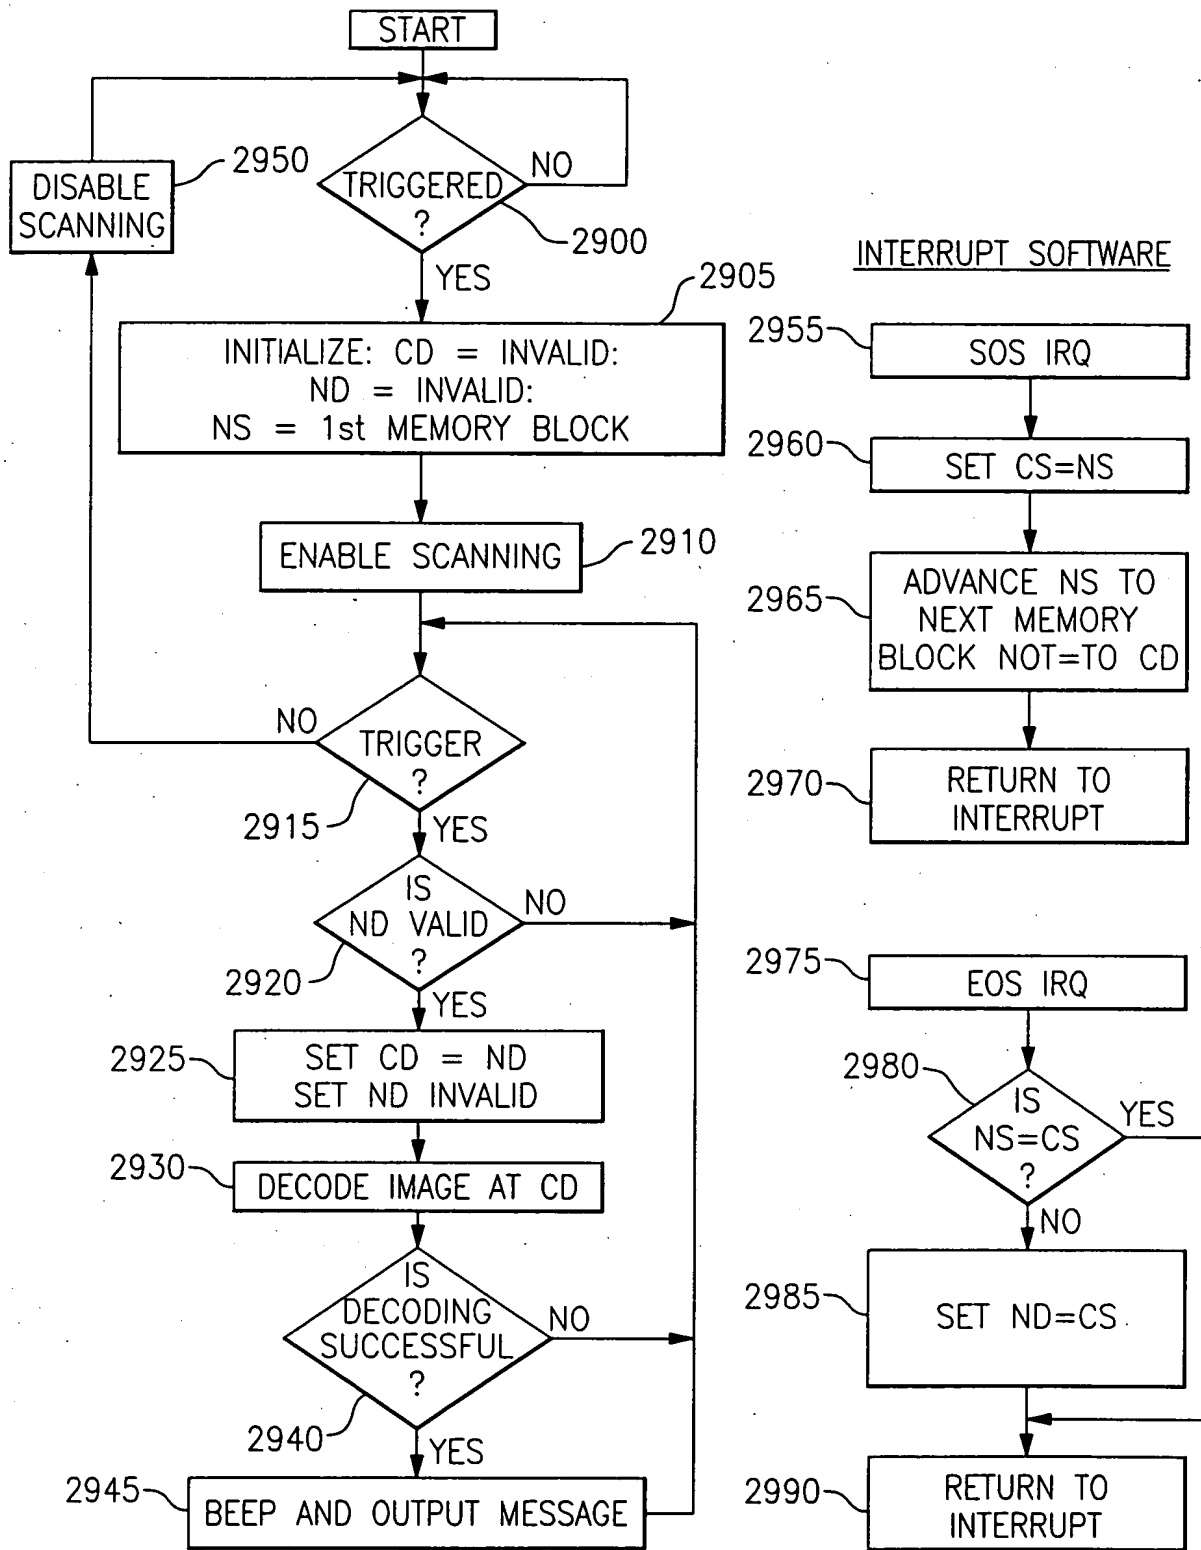 START
2950
DISABLE
SCANNING
TRIGGERED
?
NO
2900
YES
2905
INITIALIZE: CD = INVALID:
ND = INVALID:
NS = 1st MEMORY BLOCK
ENABLE SCANNING
2910
NO
TRIGGER
?
2915
YES
IS
ND VALID
?
NO
2920
YES
2925
SET CD = ND
SET ND INVALID
2930
DECODE IMAGE AT CD
IS
DECODING
SUCCESSFUL
?
NO
2940
YES
2945
BEEP AND OUTPUT MESSAGE
INTERRUPT SOFTWARE
2955
SOS IRQ
2960
SET CS=NS
2965
ADVANCE NS TO
NEXT MEMORY
BLOCK NOT=TO CD
2970
RETURN TO
INTERRUPT
2975
EOS IRQ
2980
IS
NS=CS
?
YES
NO
2985
SET ND=CS
2990
RETURN TO
INTERRUPT